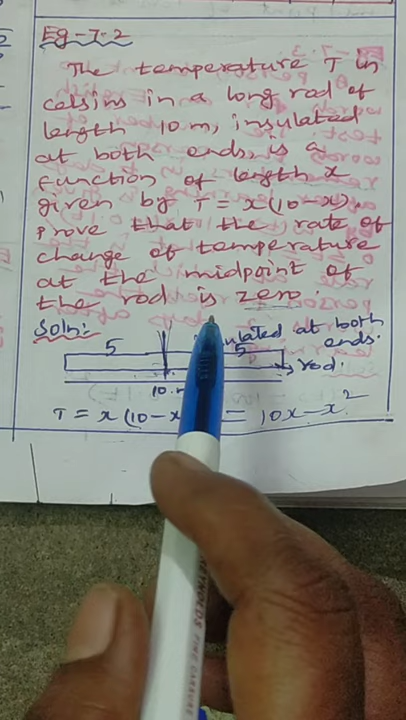 Eg-7.2
The temperature T in
celsius in a long rod of
length 10 m, insulated
at both ends, is a
function of length x
given by T = x(10-x).
Prove that the rate of
change of temperature
at the midpoint of
the rod is zero.
Soln:
insulated at both
ends.
5 5
rod.
10 m
T = x(10-x) = 10x-x²